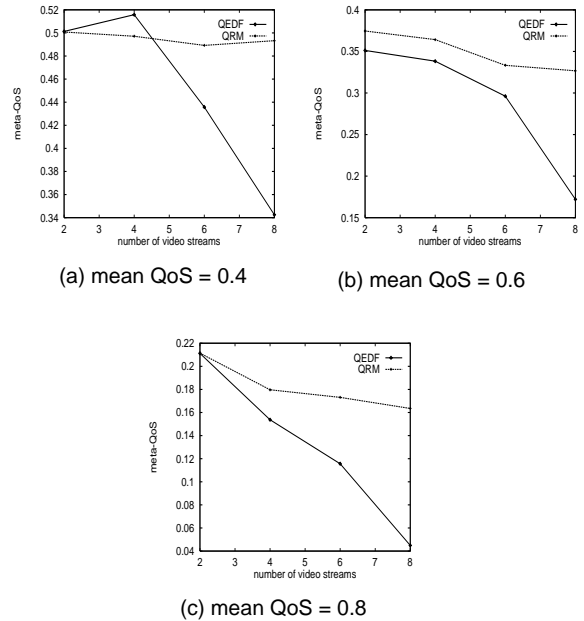 0.52
0.5
0.48
0.46
0.44
0.42
0.4
0.38
0.36
0.34
meta-QoS
QEDF
QRM
2 3 4 5 6 7 8
number of video streams
(a) mean QoS = 0.4
0.4
0.35
0.3
0.25
0.2
0.15
meta-QoS
QEDF
QRM
2 3 4 5 6 7 8
number of video streams
(b) mean QoS = 0.6
0.22
0.2
0.18
0.16
0.14
0.12
0.1
0.08
0.06
0.04
meta-QoS
QEDF
QRM
2 3 4 5 6 7 8
number of video streams
(c) mean QoS = 0.8